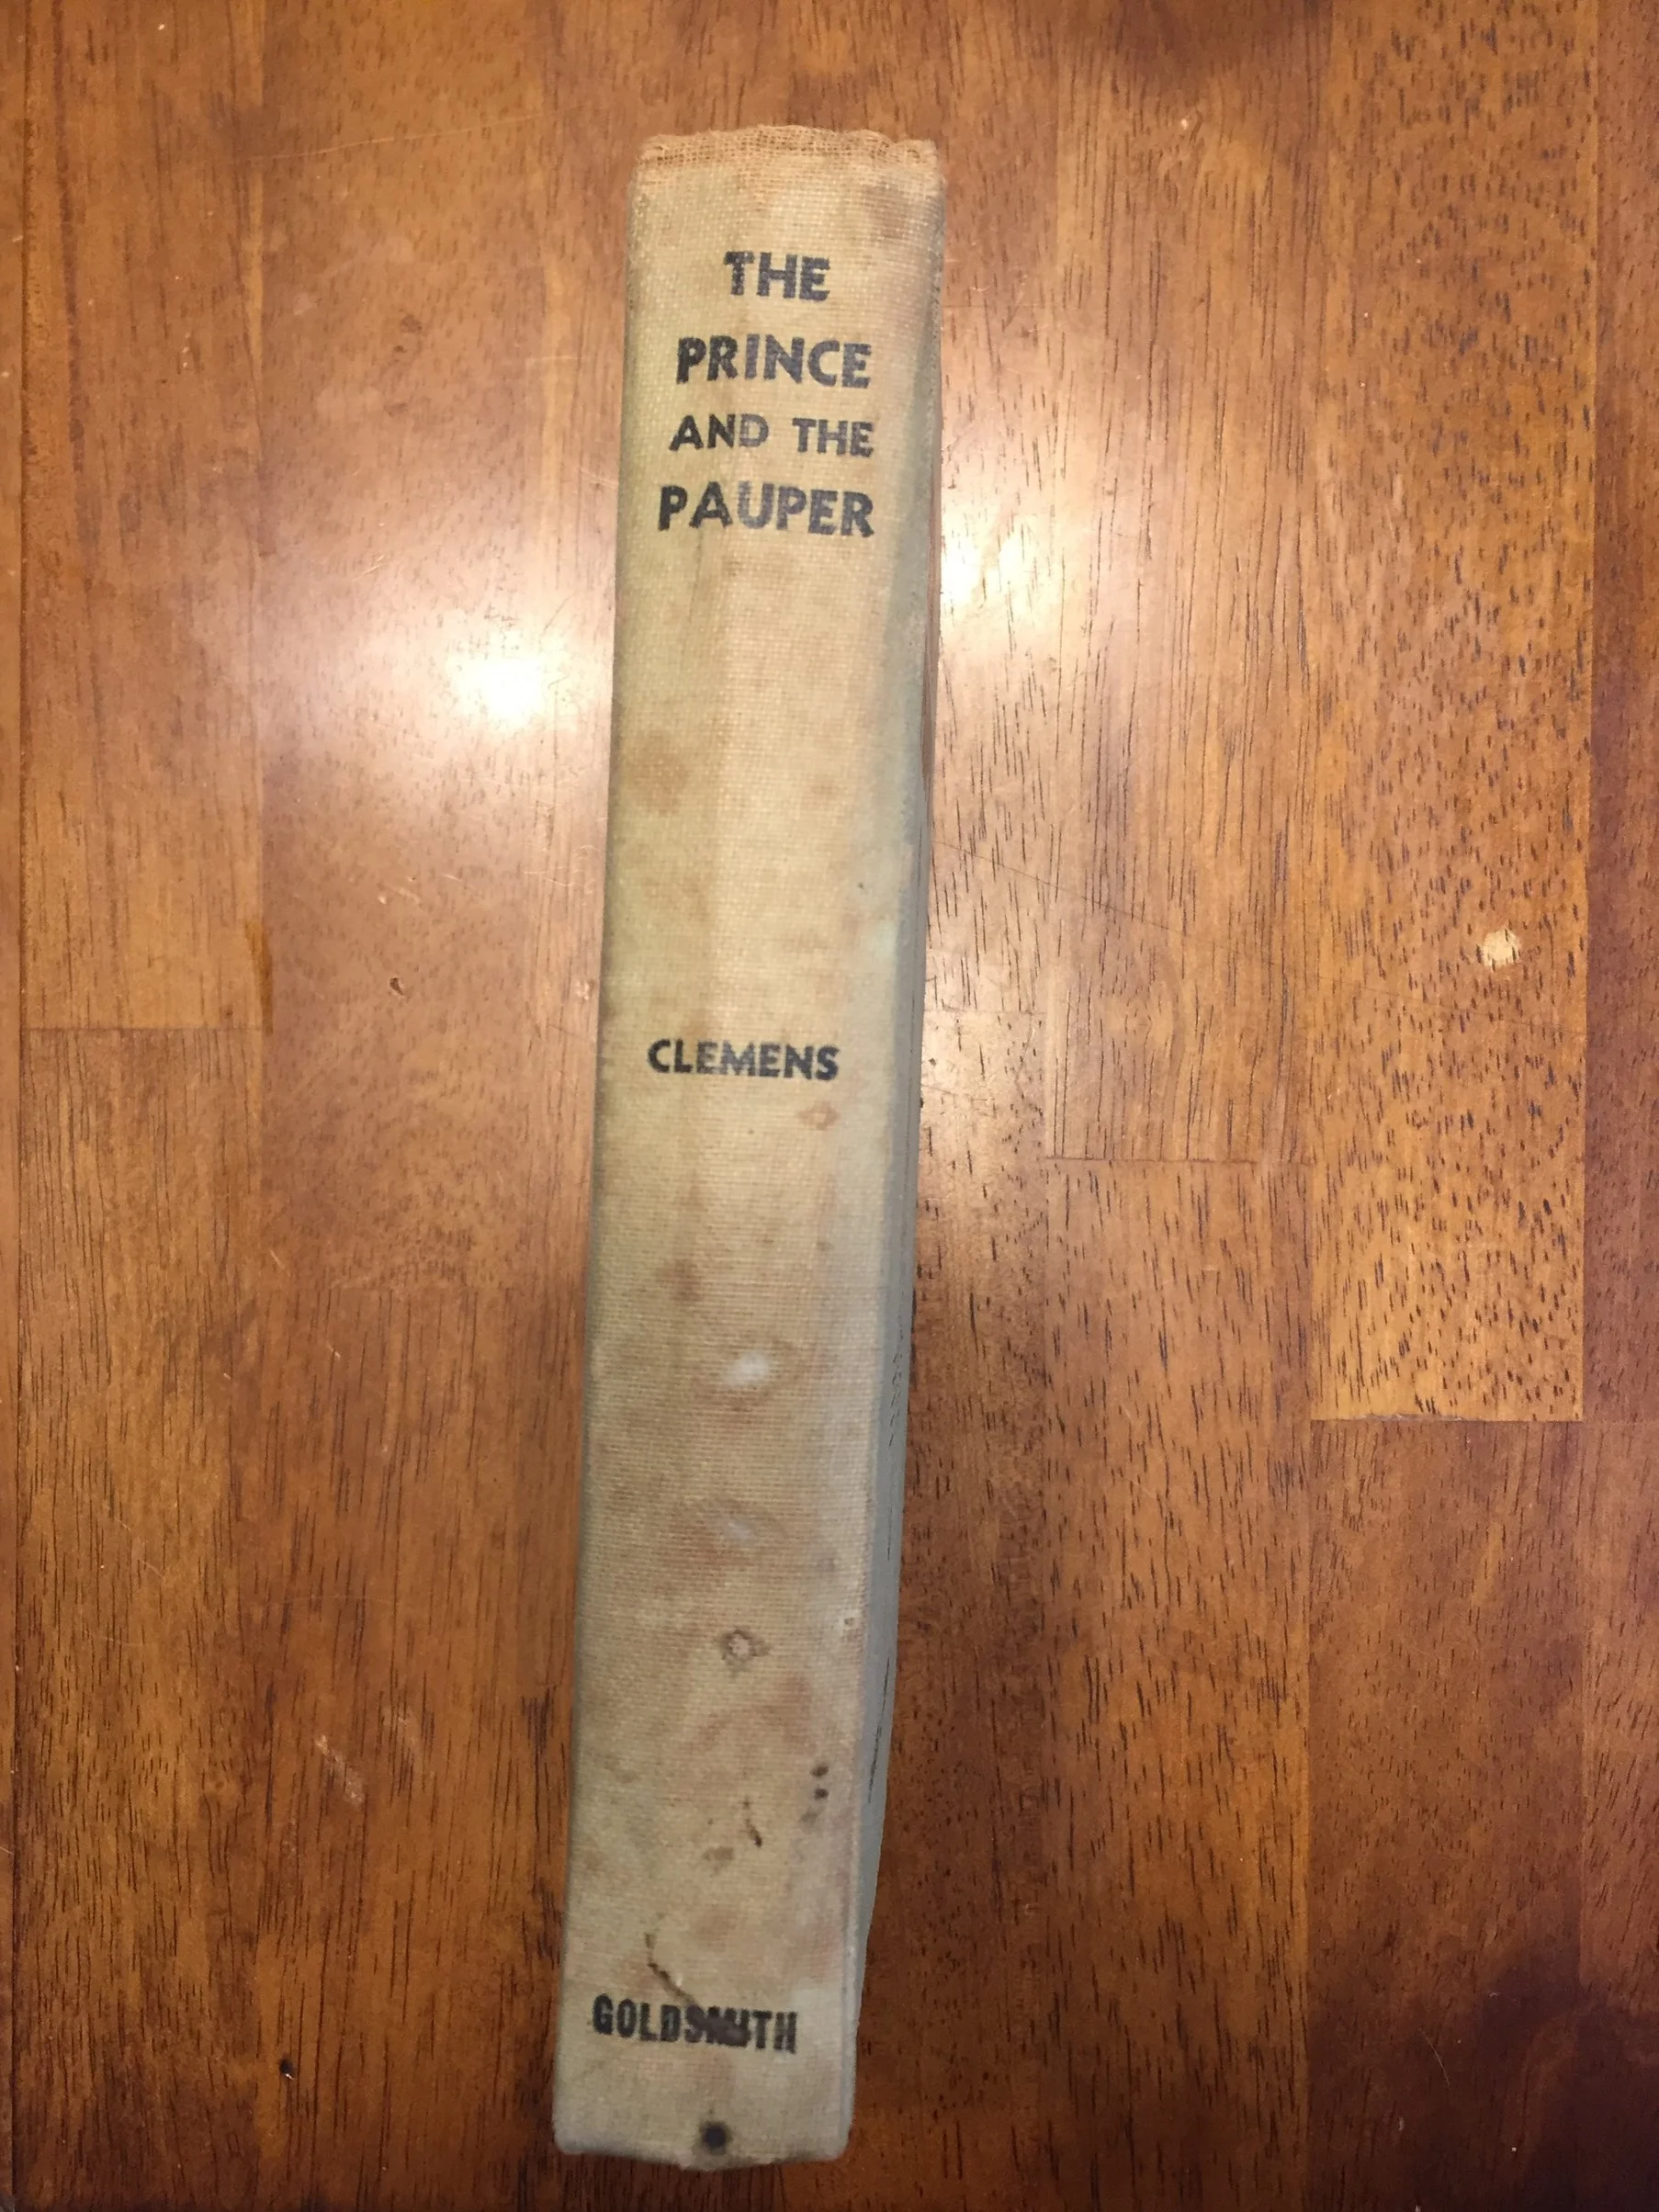 THE
PRINCE
AND THE
PAUPER
CLEMENS
GOLDSMITH